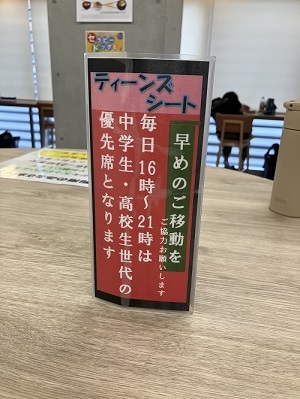 ティーンズ
シート
早めのご移動を
ご協力お願いします
毎日16時〜21時は
中学生・高校生世代の
優先席となります